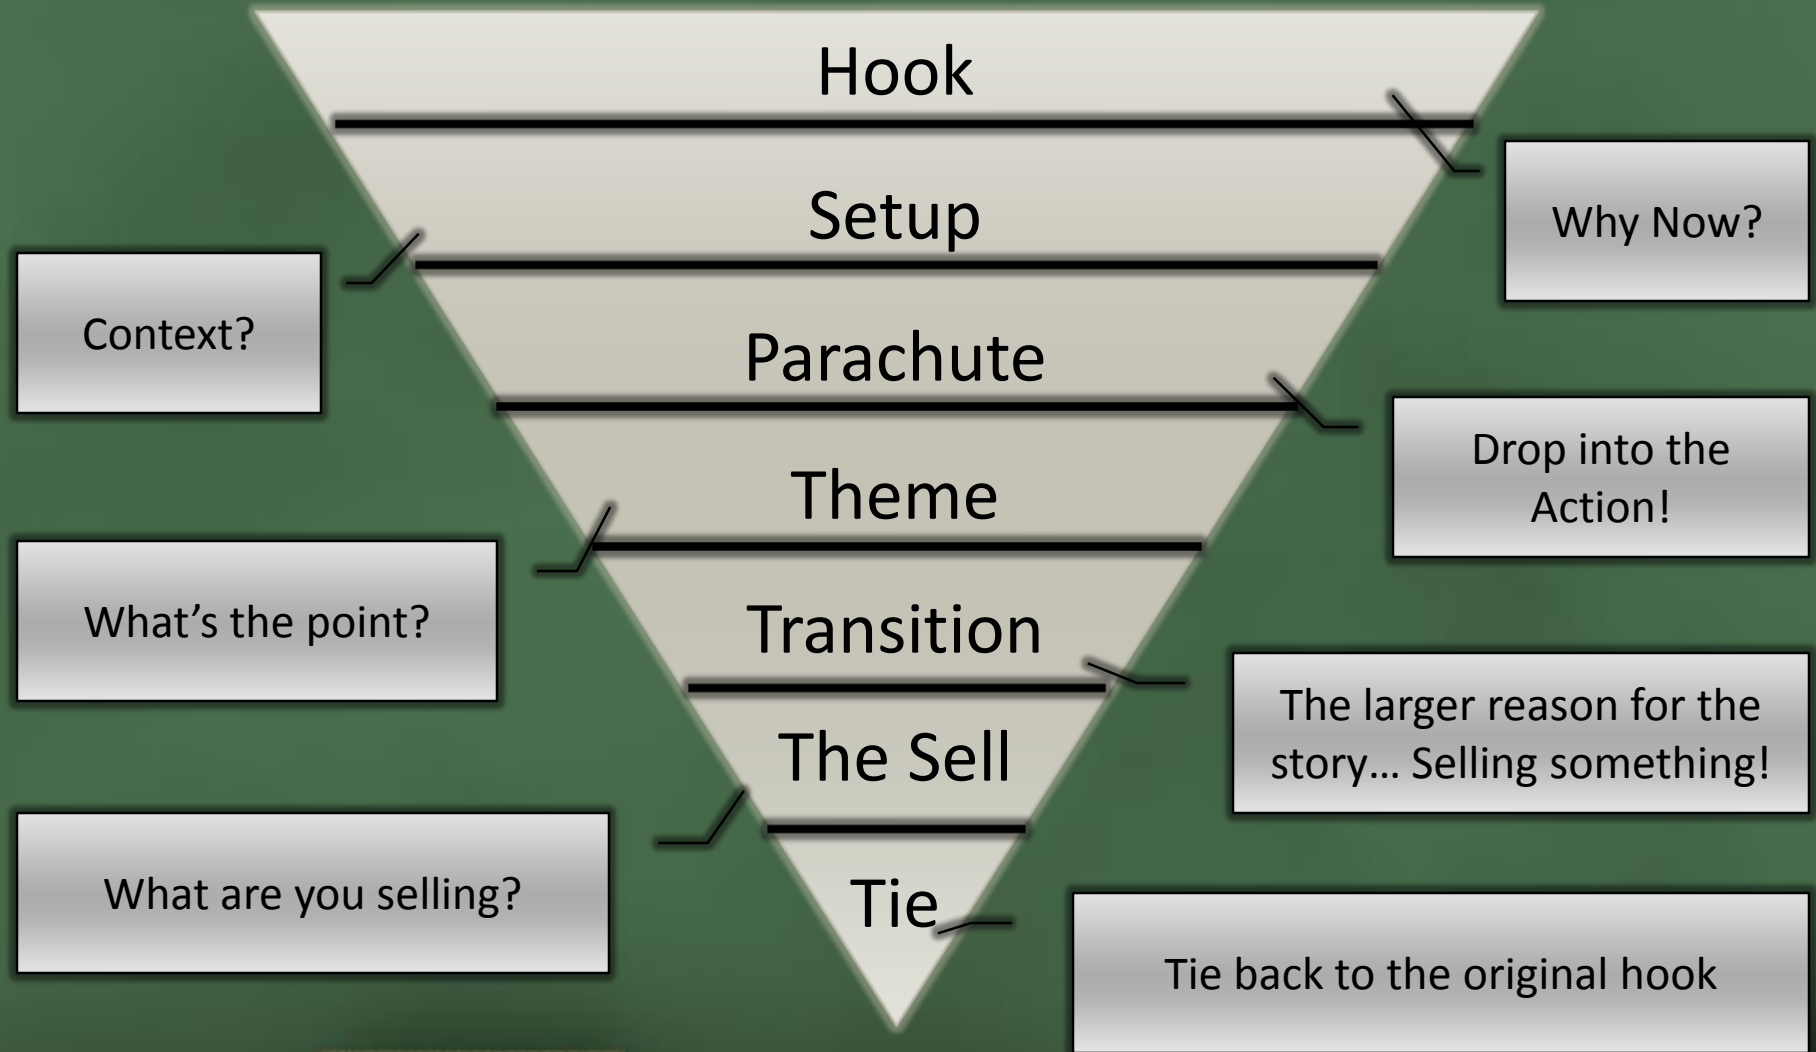 Hook
Why Now?
Setup
Context?
Parachute
Drop into the
Action!
Theme
What's the point?
Transition
The larger reason for the
story... Selling something!
The Sell
What are you selling?
Tie
Tie back to the original hook